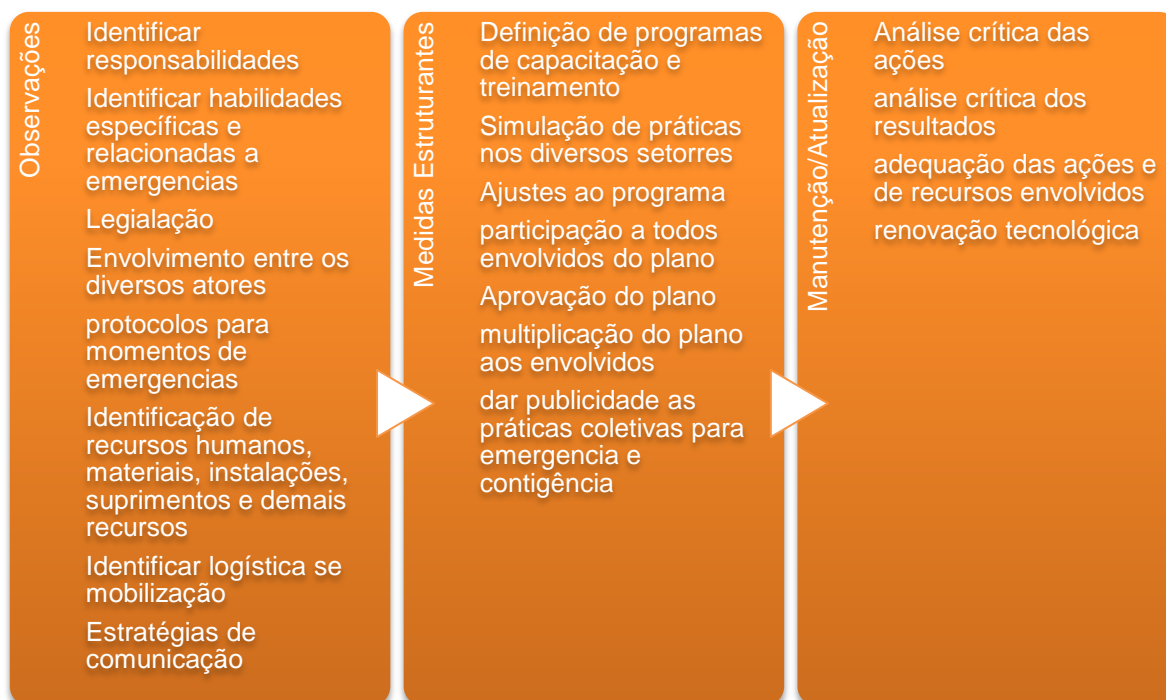 Observações
Identificar
responsabilidades
Identificar habilidades
específicas e
relacionadas a
emergencias
Legialação
Envolvimento entre os
diversos atores
protocolos para
momentos de
emergencias
Identificação de
recursos humanos,
materiais, instalações,
suprimentos e demais
recursos
Identificar logística se
mobilização
Estratégias de
comunicação
Medidas Estruturantes
Definição de programas
de capacitação e
treinamento
Simulação de práticas
nos diversos setorres
Ajustes ao programa
participação a todos
envolvidos do plano
Aprovação do plano
multiplicação do plano
aos envolvidos
dar publicidade as
práticas coletivas para
emergencia e
contigência
Manutenção/Atualização
Análise crítica das
ações
análise crítica dos
resultados
adequação das ações e
de recursos envolvidos
renovação tecnológica